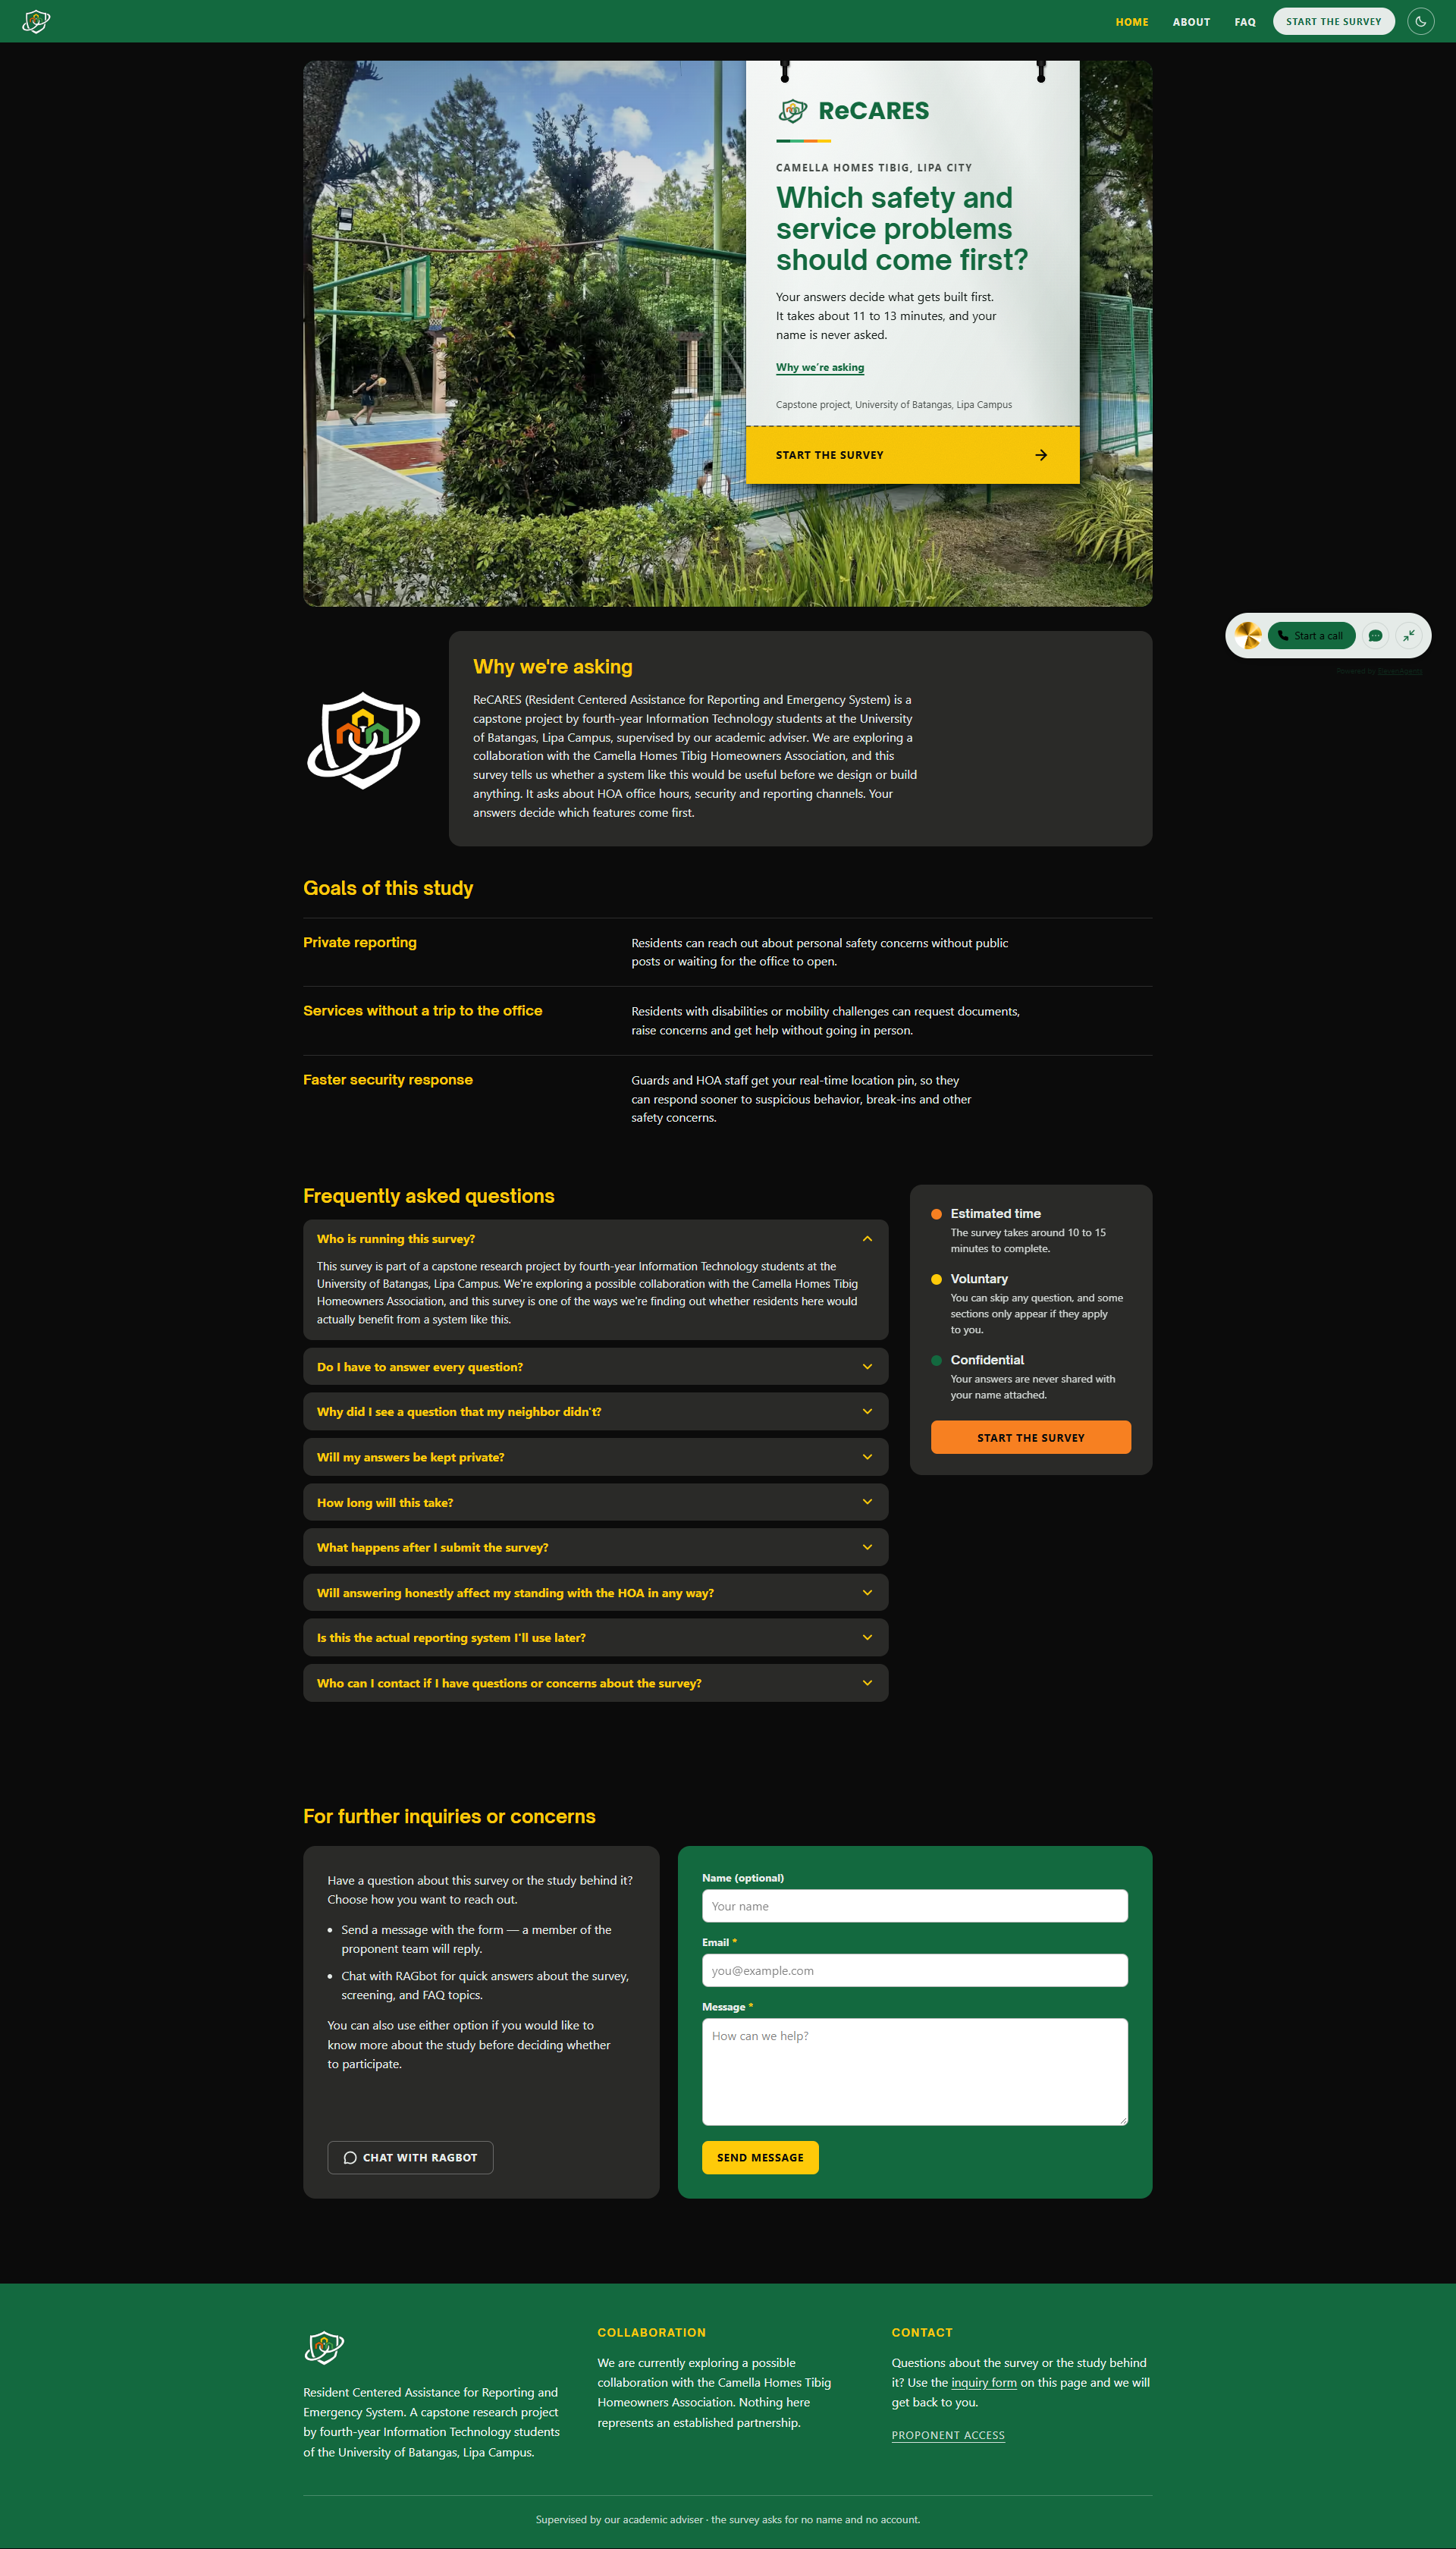 HOME
ABOUT
FAQ
START THE SURVEY
ReCARES
CAMELLA HOMES TIBIG, LIPA CITY
Which safety and
service problems
should come first?
Your answers decide what gets built first.
It takes about 11 to 13 minutes, and your
name is never asked.
Why we're asking
Capstone project, University of Batangas, Lipa Campus
START THE SURVEY
Start a call
Powered by ElevenAgents
Why we're asking
ReCARES (Resident Centered Assistance for Reporting and Emergency System) is a
capstone project by fourth-year Information Technology students at the University
of Batangas, Lipa Campus, supervised by our academic adviser. We are exploring a
collaboration with the Camella Homes Tibig Homeowners Association, and this
survey tells us whether a system like this would be useful before we design or build
anything. It asks about HOA office hours, security and reporting channels. Your
answers decide which features come first.
Goals of this study
Private reporting
Residents can reach out about personal safety concerns without public
posts or waiting for the office to open.
Services without a trip to the office
Residents with disabilities or mobility challenges can request documents,
raise concerns and get help without going in person.
Faster security response
Guards and HOA staff get your real-time location pin, so they
can respond sooner to suspicious behavior, break-ins and other
safety concerns.
Frequently asked questions
Who is running this survey?
This survey is part of a capstone research project by fourth-year Information Technology students at the
University of Batangas, Lipa Campus. We're exploring a possible collaboration with the Camella Homes Tibig
Homeowners Association, and this survey is one of the ways we're finding out whether residents here would
actually benefit from a system like this.
Do I have to answer every question?
Why did I see a question that my neighbor didn't?
Will my answers be kept private?
How long will this take?
What happens after I submit the survey?
Will answering honestly affect my standing with the HOA in any way?
Is this the actual reporting system I'll use later?
Who can I contact if I have questions or concerns about the survey?
Estimated time
The survey takes around 10 to 15
minutes to complete.
Voluntary
You can skip any question, and some
sections only appear if they apply
to you.
Confidential
Your answers are never shared with
your name attached.
START THE SURVEY
For further inquiries or concerns
Have a question about this survey or the study behind it?
Choose how you want to reach out.
• Send a message with the form — a member of the
proponent team will reply.
• Chat with RAGbot for quick answers about the survey,
screening, and FAQ topics.
You can also use either option if you would like to
know more about the study before deciding whether
to participate.
CHAT WITH RAGBOT
Name (optional)
Your name
Email *
you@example.com
Message *
How can we help?
SEND MESSAGE
Resident Centered Assistance for Reporting and
Emergency System. A capstone research project
by fourth-year Information Technology students
of the University of Batangas, Lipa Campus.
COLLABORATION
We are currently exploring a possible
collaboration with the Camella Homes Tibig
Homeowners Association. Nothing here
represents an established partnership.
CONTACT
Questions about the survey or the study behind
it? Use the inquiry form on this page and we will
get back to you.
PROPONENT ACCESS
Supervised by our academic adviser · the survey asks for no name and no account.